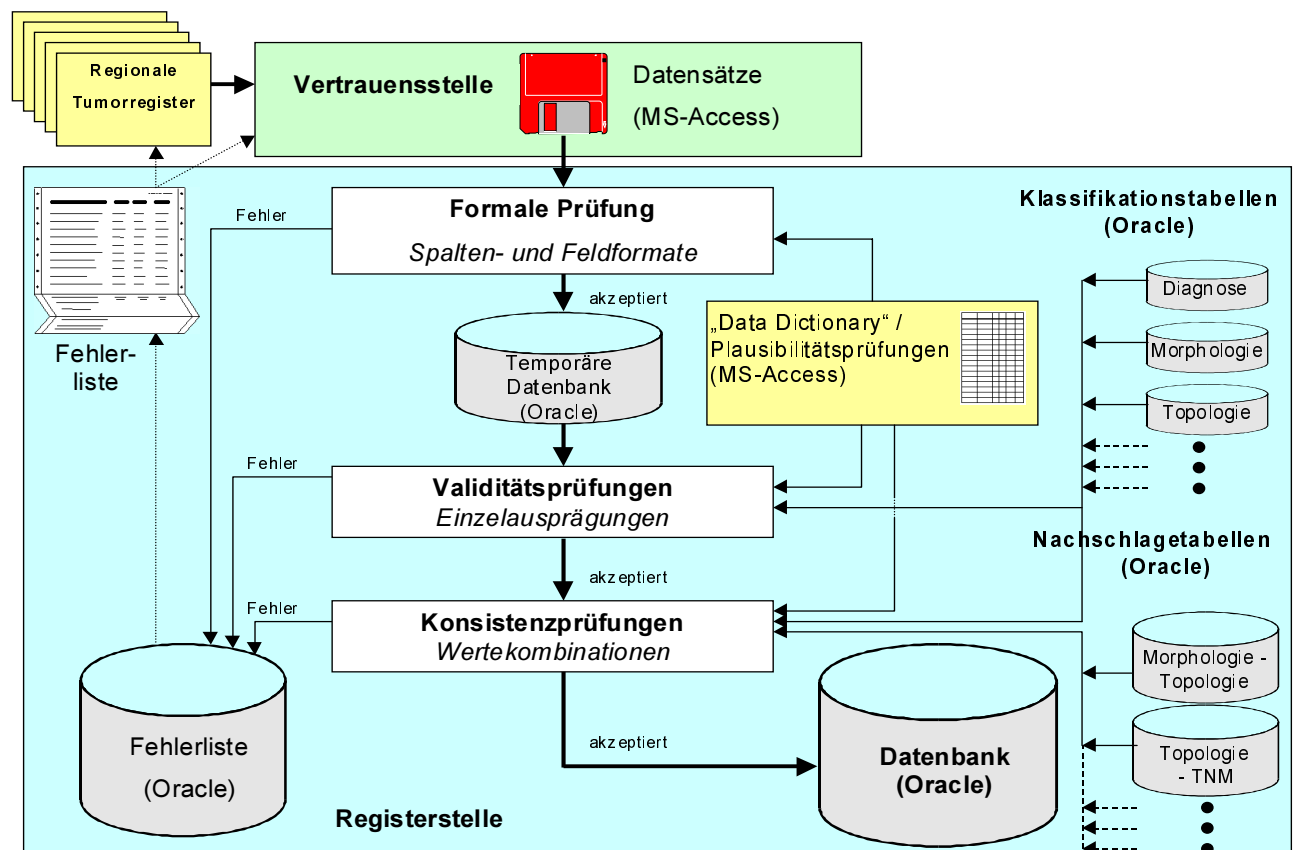 Regionale
Tumorregister
Vertrauensstelle
Datensätze
(MS-Access)
Formale Prüfung
Spalten- und Feldformate
Fehler
akzeptiert
Klassifikationstabellen
(Oracle)
Diagnose
Morphologie
Topologie
„Data Dictionary“ /
Plausibilitätsprüfungen
(MS-Access)
Fehler-
liste
Temporäre
Datenbank
(Oracle)
Fehler
Validitätsprüfungen
Einzelausprägungen
akzeptiert
Nachschlagetabellen
(Oracle)
Fehler
Konsistenzprüfungen
Wertekombinationen
Morphologie -
Topologie
akzeptiert
Fehlerliste
(Oracle)
Datenbank
(Oracle)
Topologie
- TNM
Registerstelle